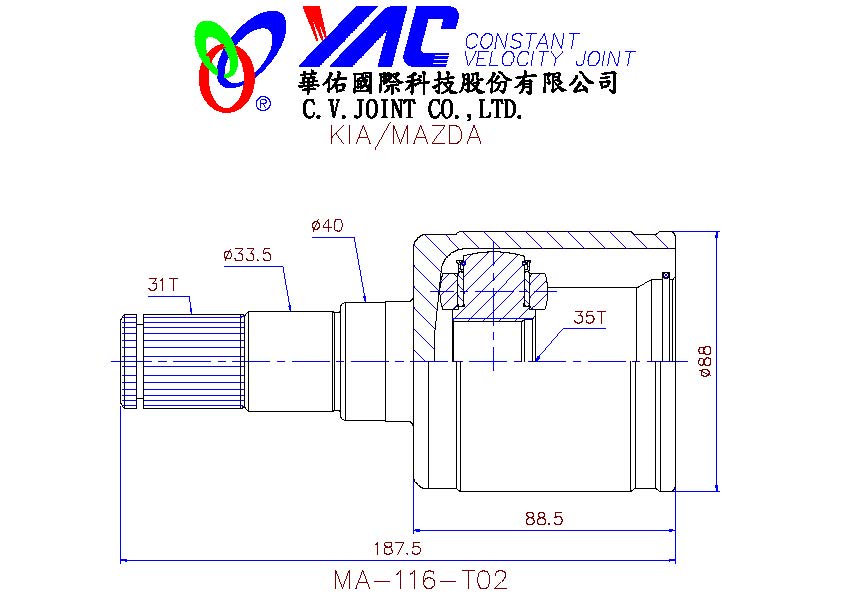 YAC CONSTANT
VELOCITY JOINT
®
華佑國際科技股份有限公司
C.V.JOINT CO.,LTD.
KIA/MAZDA
ø40
ø33.5
31T
35T
ø88
88.5
187.5
MA-116-T02